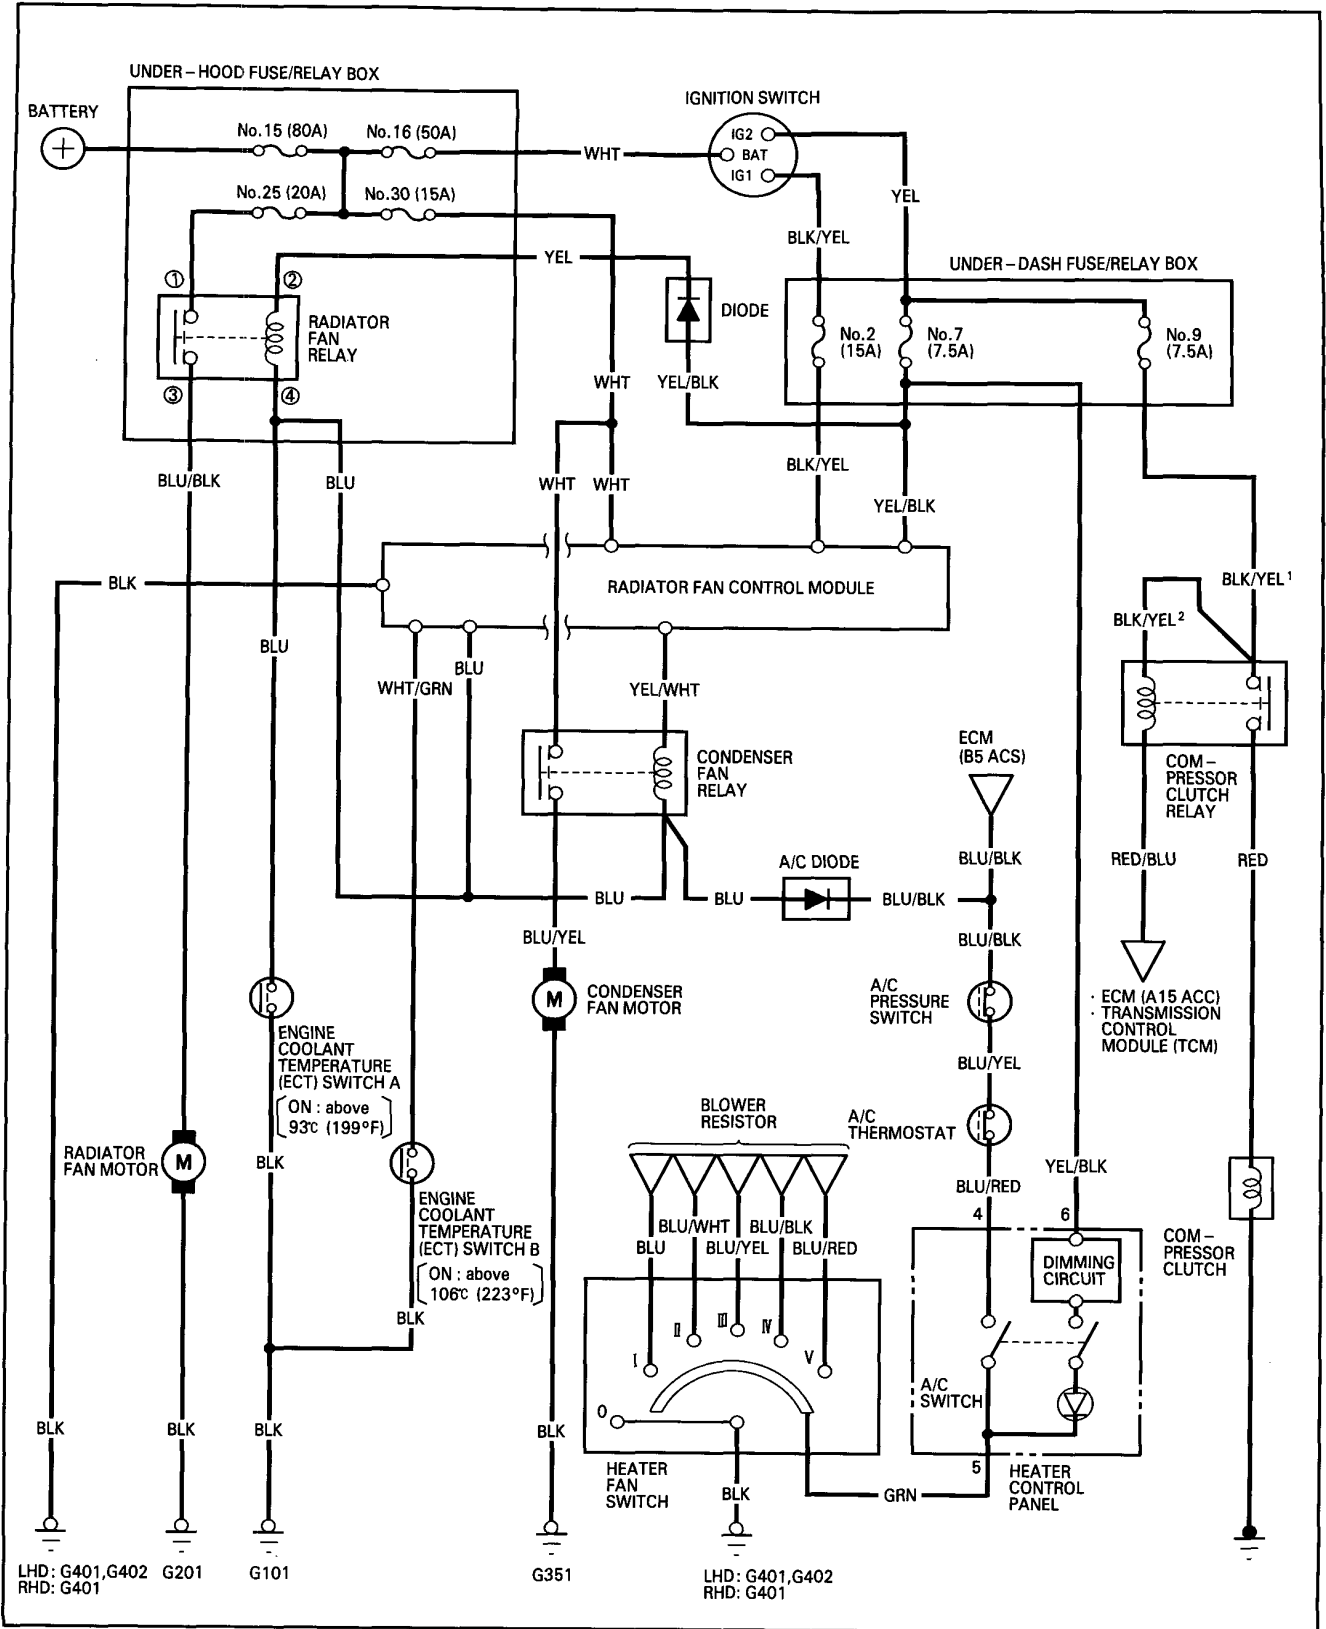 UNDER–HOOD FUSE/RELAY BOX
BATTERY
+
No.15 (80A)
No.16 (50A)
No.25 (20A)
No.30 (15A)
WHT
IGNITION SWITCH
IG2
BAT
IG1
YEL
BLK/YEL
UNDER–DASH FUSE/RELAY BOX
YEL
①
②
③
④
RADIATOR
FAN
RELAY
DIODE
No.2
(15A)
No.7
(7.5A)
No.9
(7.5A)
WHT
YEL/BLK
BLU/BLK
BLU
WHT
WHT
BLK/YEL
YEL/BLK
BLK
RADIATOR FAN CONTROL MODULE
BLK/YEL¹
BLK/YEL²
BLU
WHT/GRN
BLU
YEL/WHT
CONDENSER
FAN
RELAY
ECM
(B5 ACS)
COM–
PRESSOR
CLUTCH
RELAY
A/C DIODE
BLU/BLK
RED/BLU
RED
BLU
BLU
BLU/BLK
BLU/YEL
BLU/BLK
CONDENSER
FAN MOTOR
M
A/C
PRESSURE
SWITCH
· ECM (A15 ACC)
· TRANSMISSION
CONTROL
MODULE (TCM)
ENGINE
COOLANT
TEMPERATURE
(ECT) SWITCH A
ON : above
93℃ (199°F)
BLU/YEL
BLOWER
RESISTOR
A/C
THERMOSTAT
RADIATOR
FAN MOTOR
M
BLK
ENGINE
COOLANT
TEMPERATURE
(ECT) SWITCH B
ON : above
106℃ (223°F)
BLK
YEL/BLK
BLU/RED
4
6
BLU/WHT
BLU/BLK
BLU
BLU/YEL
BLU/RED
COM–
PRESSOR
CLUTCH
DIMMING
CIRCUIT
I
II
III
IV
V
O
A/C
SWITCH
BLK
BLK
BLK
BLK
HEATER
FAN
SWITCH
BLK
GRN
5
HEATER
CONTROL
PANEL
LHD: G401,G402
RHD: G401
G201
G101
G351
LHD: G401,G402
RHD: G401